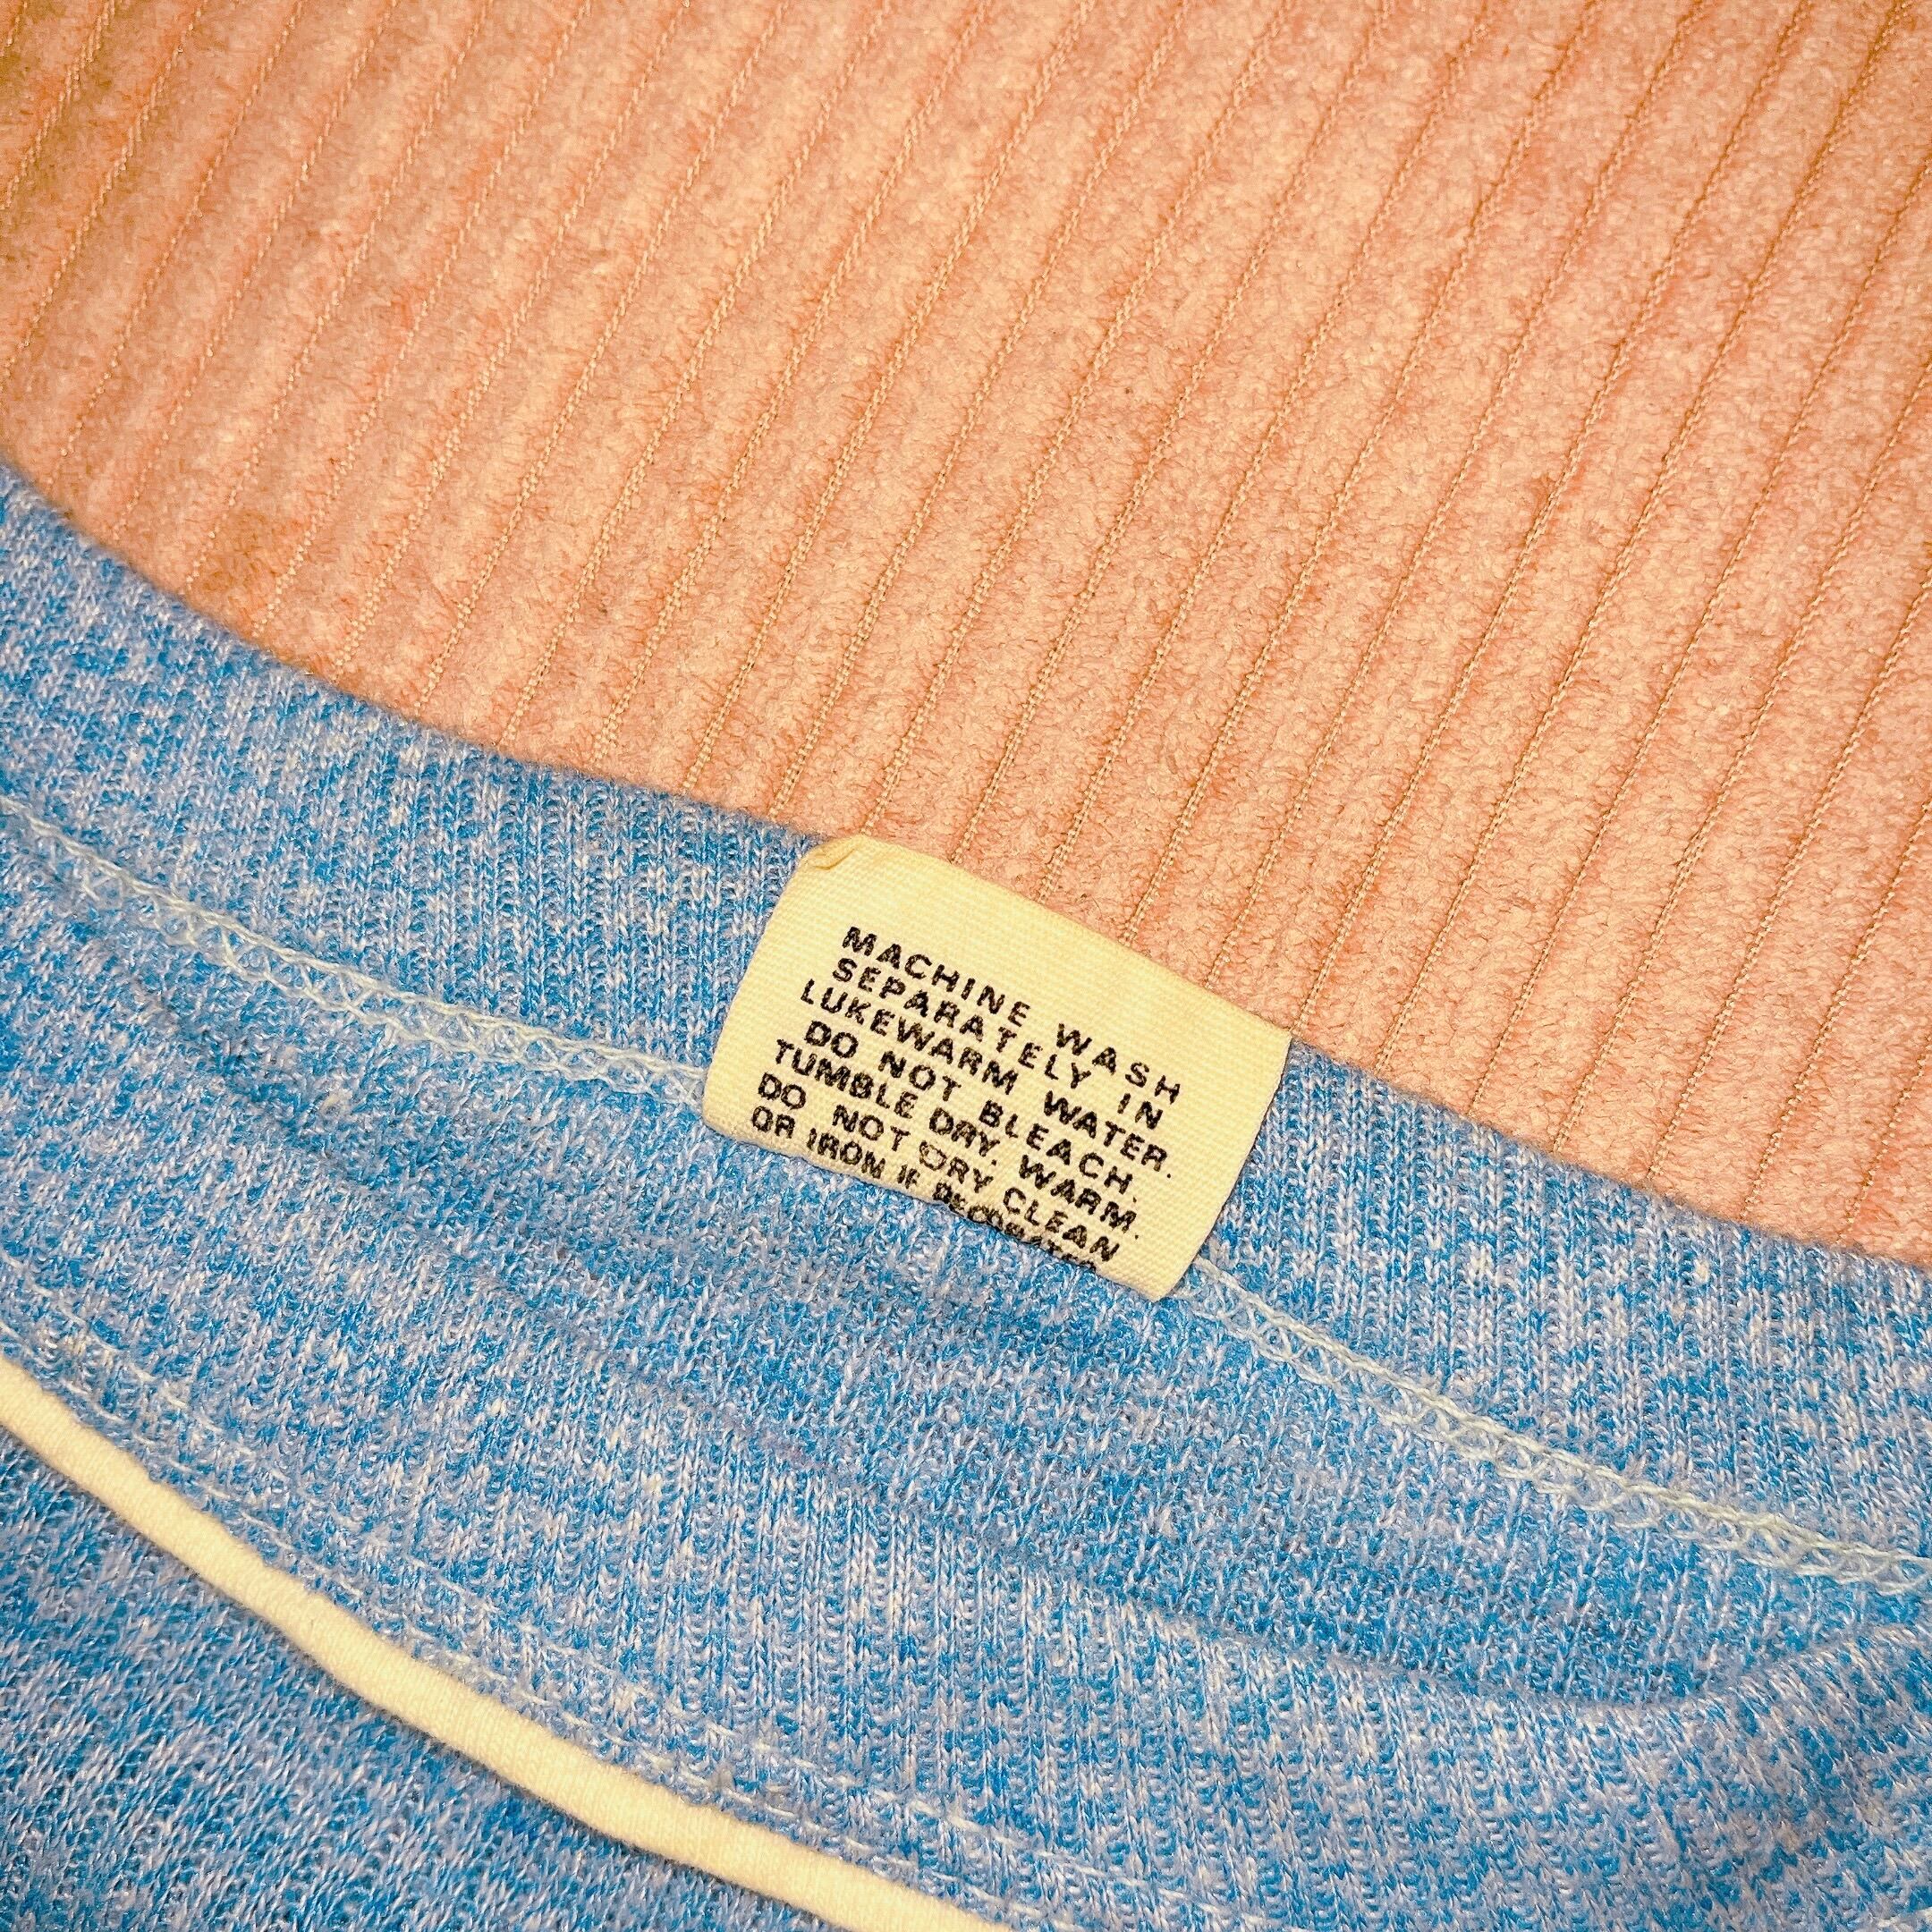 MACHINE WASH
SEPARATELY IN
LUKEWARM WATER.
DO NOT BLEACH.
TUMBLE DRY. WARM.
DO NOT DRY CLEAN
OR IRON IF DECORATED